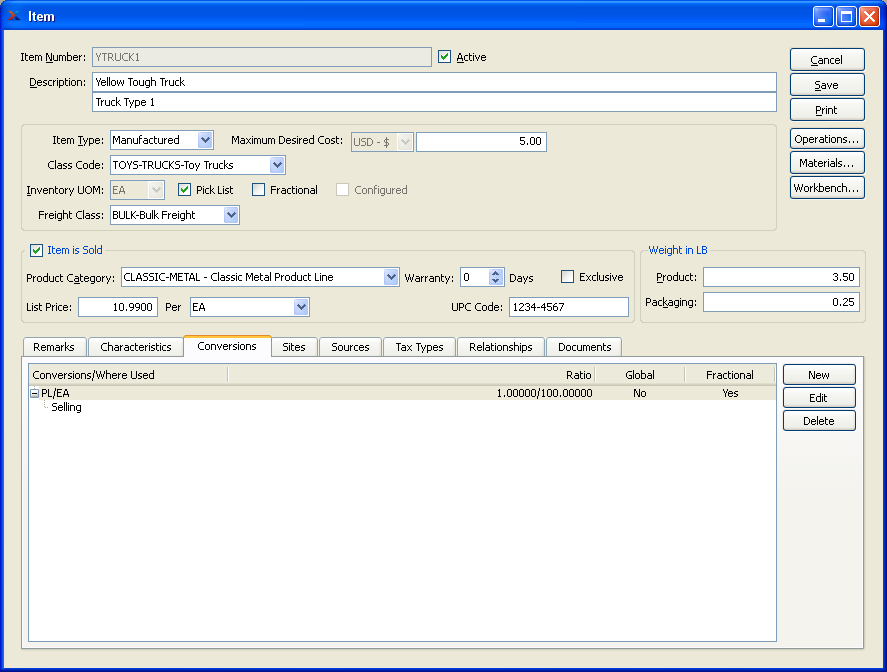 Item
Item Number: YTRUCK1 Active
Description: Yellow Tough Truck
Truck Type 1
Cancel
Save
Print
Operations...
Materials...
Workbench...
Item Type: Manufactured Maximum Desired Cost: USD - $ 5.00
Class Code: TOYS-TRUCKS-Toy Trucks
Inventory UOM: EA Pick List Fractional Configured
Freight Class: BULK-Bulk Freight
Item is Sold
Product Category: CLASSIC-METAL - Classic Metal Product Line Warranty: 0 Days Exclusive
List Price: 10.9900 Per EA UPC Code: 1234-4567
Weight in LB
Product: 3.50
Packaging: 0.25
Remarks Characteristics Conversions Sites Sources Tax Types Relationships Documents
Conversions/Where Used Ratio Global Fractional
PL/EA 1.00000/100.00000 No Yes
Selling
New
Edit
Delete